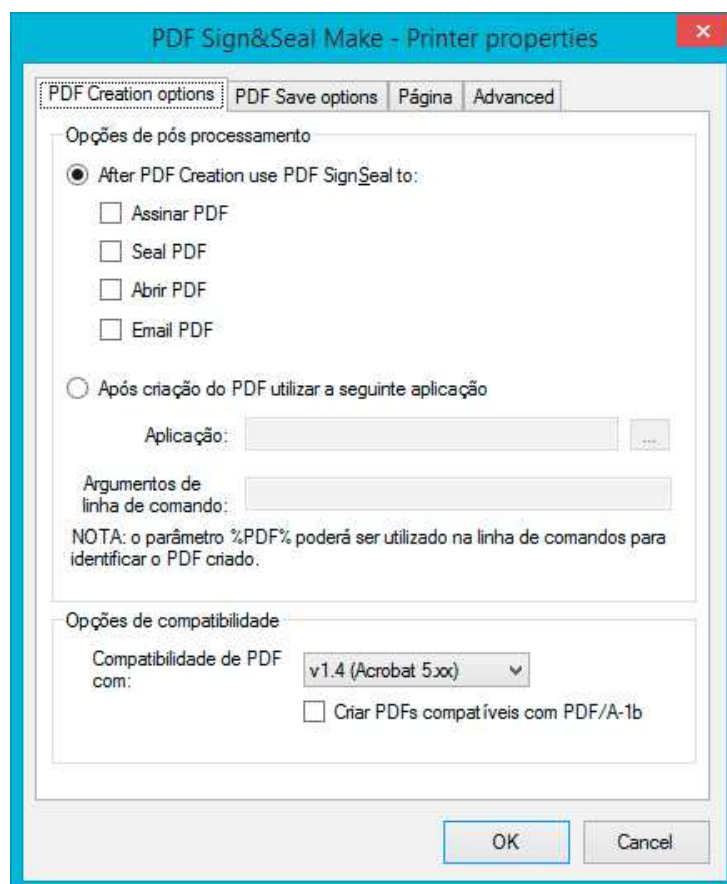 PDF Sign&Seal Make - Printer properties
PDF Creation options
PDF Save options
Página
Advanced
Opções de pós processamento
After PDF Creation use PDF SignSeal to:
Assinar PDF
Seal PDF
Abrir PDF
Email PDF
Após criação do PDF utilizar a seguinte aplicação
Aplicação:
...
Argumentos de
linha de comando:
NOTA: o parâmetro %PDF% poderá ser utilizado na linha de comandos para
identificar o PDF criado.
Opções de compatibilidade
Compatibilidade de PDF
com:
v1.4 (Acrobat 5.xx)
Criar PDFs compatíveis com PDF/A-1b
OK
Cancel